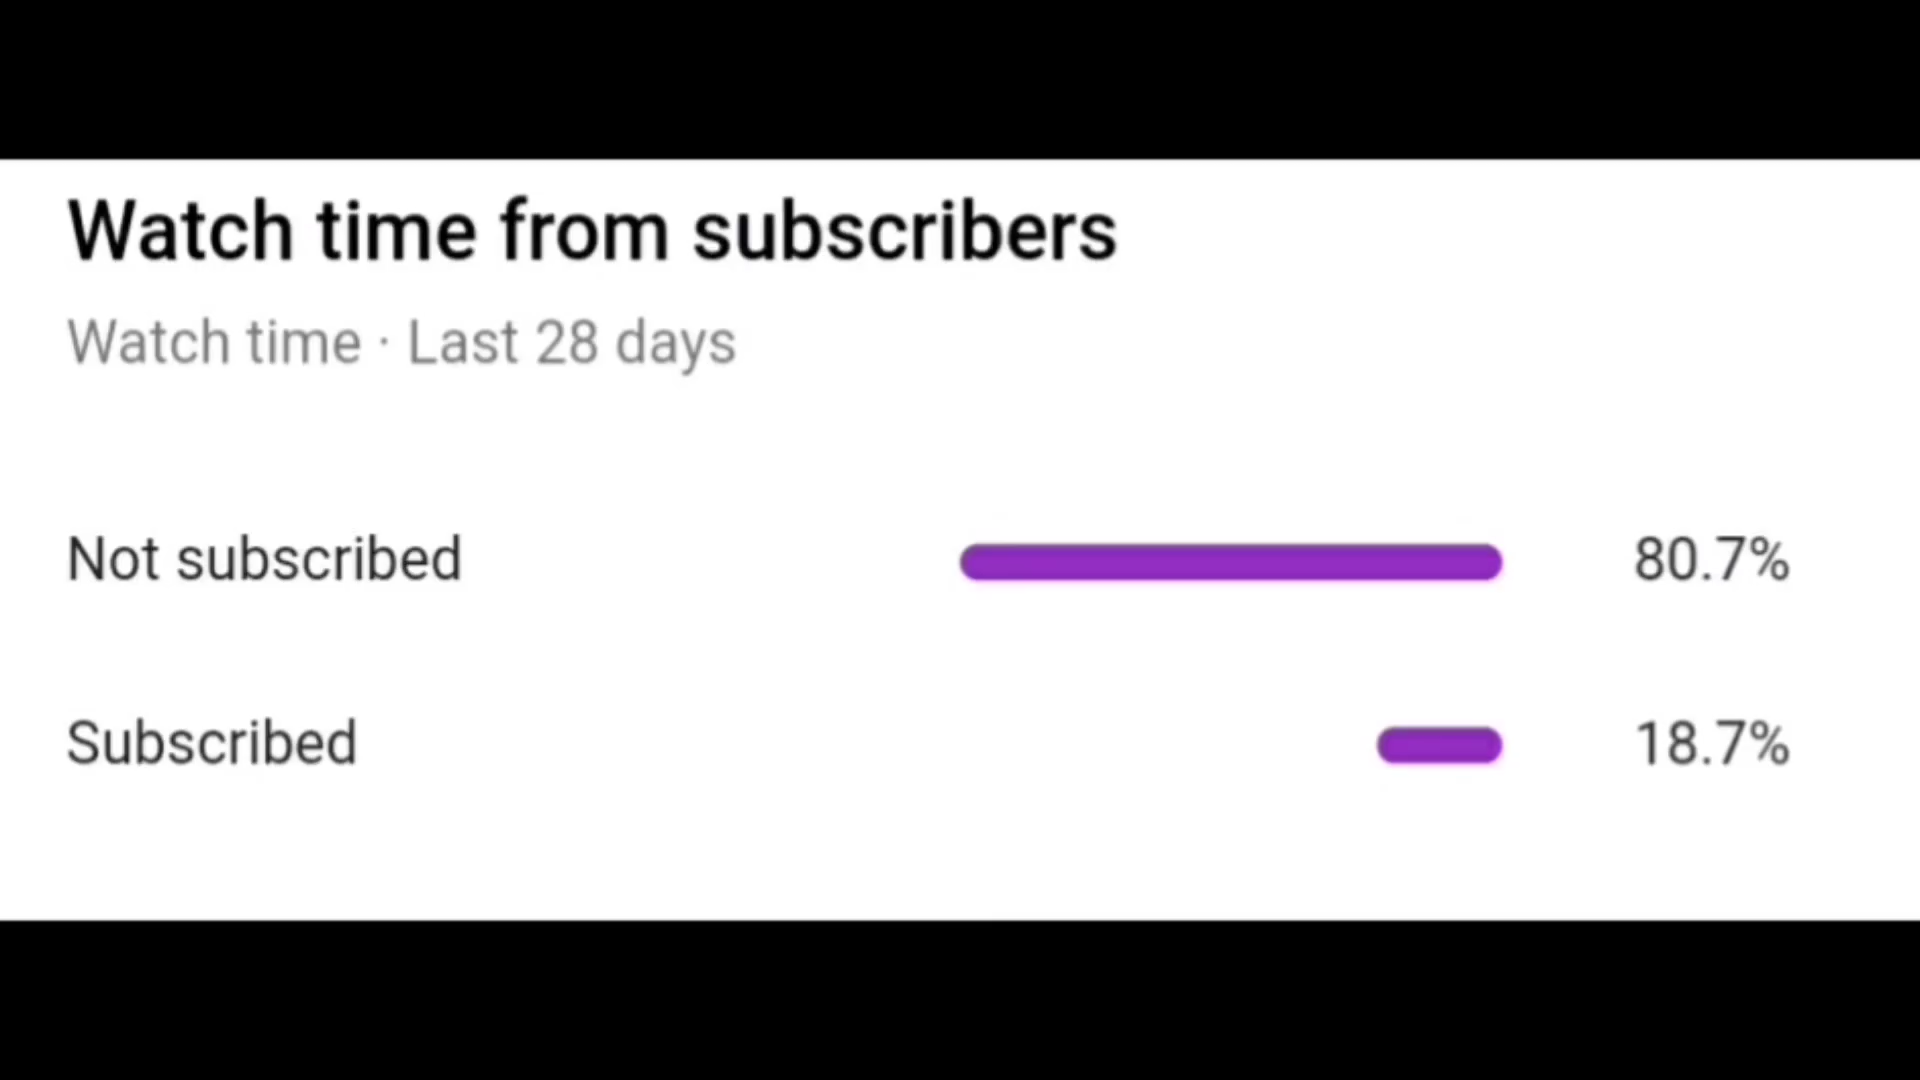 Watch time from subscribers
Watch time · Last 28 days
Not subscribed 80.7%
Subscribed 18.7%